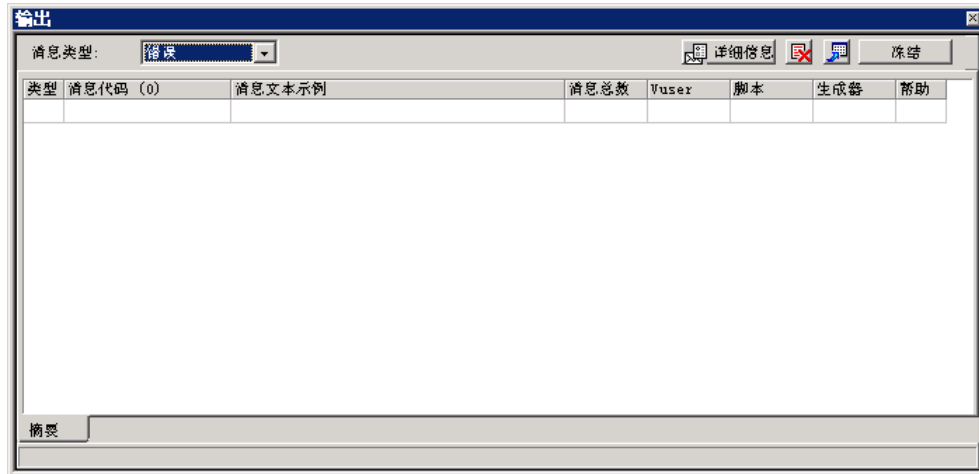 输出
消息类型: 错误 详细信息 冻结
类型 消息代码 (0) 消息文本示例 消息总数 Vuser 脚本 生成器 帮助
摘要